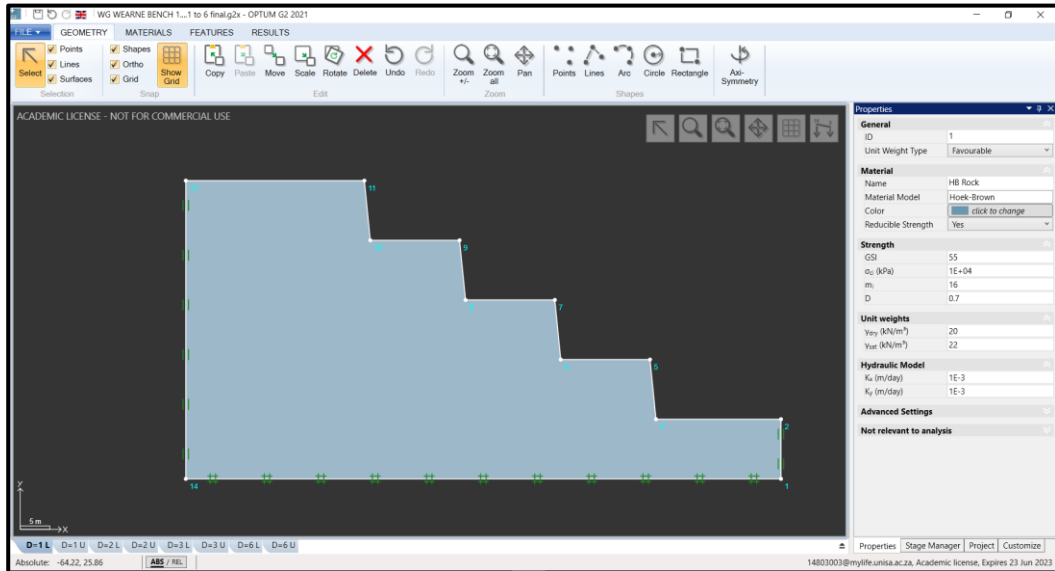 WG WEARNE BENCH 1....1 to 6 final.g2x - OPTUM G2 2021
FILE GEOMETRY MATERIALS FEATURES RESULTS
Select Points Lines Surfaces Shapes Ortho Grid Show Grid Copy Paste Move Scale Rotate Delete Undo Redo Zoom +/- Zoom all Pan Points Lines Arc Circle Rectangle Axi-Symmetry
Selection Snap Edit Zoom Shapes
ACADEMIC LICENSE - NOT FOR COMMERCIAL USE
11
9
7
5
2
14
1
y
5 m
x
Properties
General
ID 1
Unit Weight Type Favourable
Material
Name HB Rock
Material Model Hoek-Brown
Color click to change
Reducible Strength Yes
Strength
GSI 55
σci (kPa) 1E+04
mi 16
D 0.7
Unit weights
γdry (kN/m³) 20
γsat (kN/m³) 22
Hydraulic Model
Kx (m/day) 1E-3
Ky (m/day) 1E-3
Advanced Settings
Not relevant to analysis
D=1 L D=1 U D=2 L D=2 U D=3 L D=3 U D=6 L D=6 U
Properties Stage Manager Project Customize
Absolute: -64.22, 25.86 ABS / REL 14803003@mylife.unisa.ac.za, Academic license, Expires 23 Jun 2023